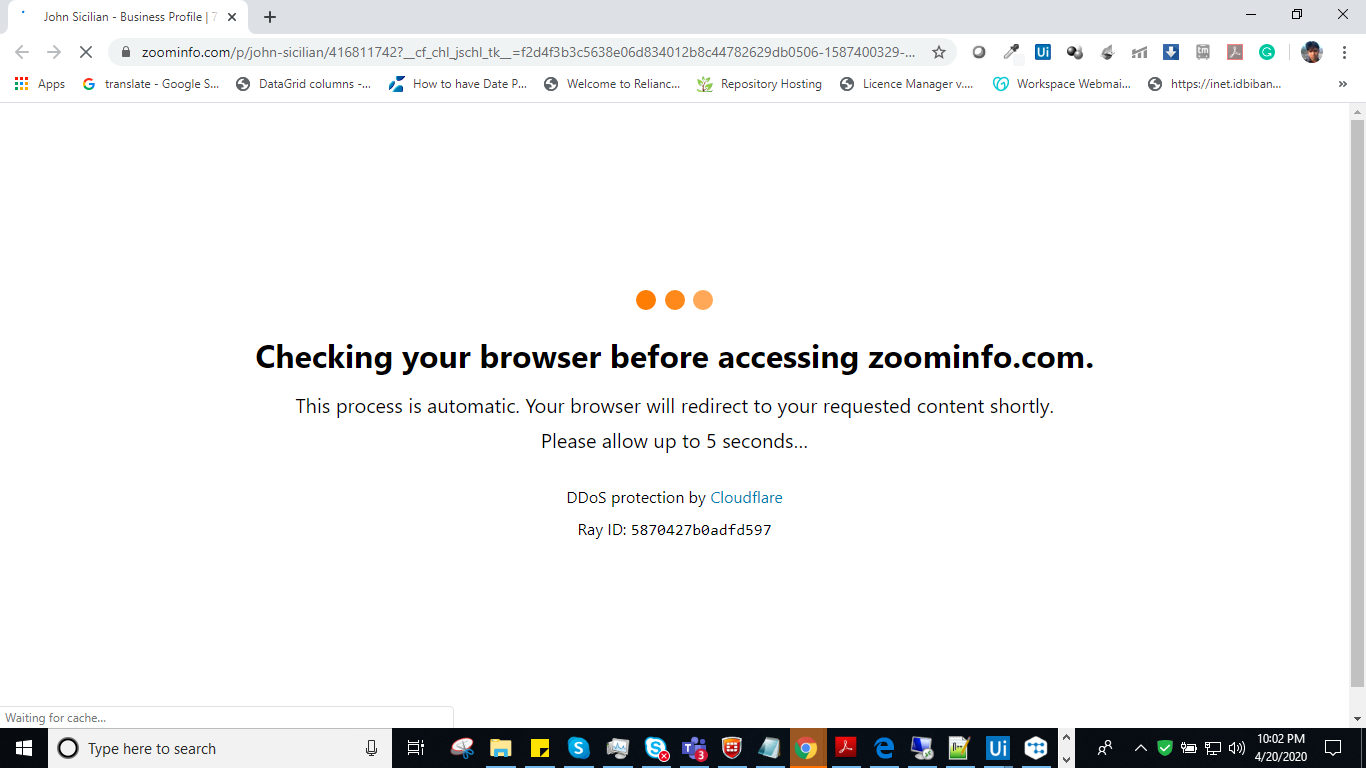 John Sicilian - Business Profile | 7
zoominfo.com/p/john-sicilian/416811742?__cf_chl_jschl_tk__=f2d4f3b3c5638e06d834012b8c44782629db0506-1587400329-...
Apps translate - Google S... DataGrid columns -... How to have Date P... Welcome to Relianc... Repository Hosting Licence Manager v.... Workspace Webmai... https://inet.idbiban... »
Checking your browser before accessing zoominfo.com.
This process is automatic. Your browser will redirect to your requested content shortly.
Please allow up to 5 seconds...
DDoS protection by Cloudflare
Ray ID: 5870427b0adfd597
Waiting for cache...
Type here to search
3
Ui
10:02 PM
4/20/2020